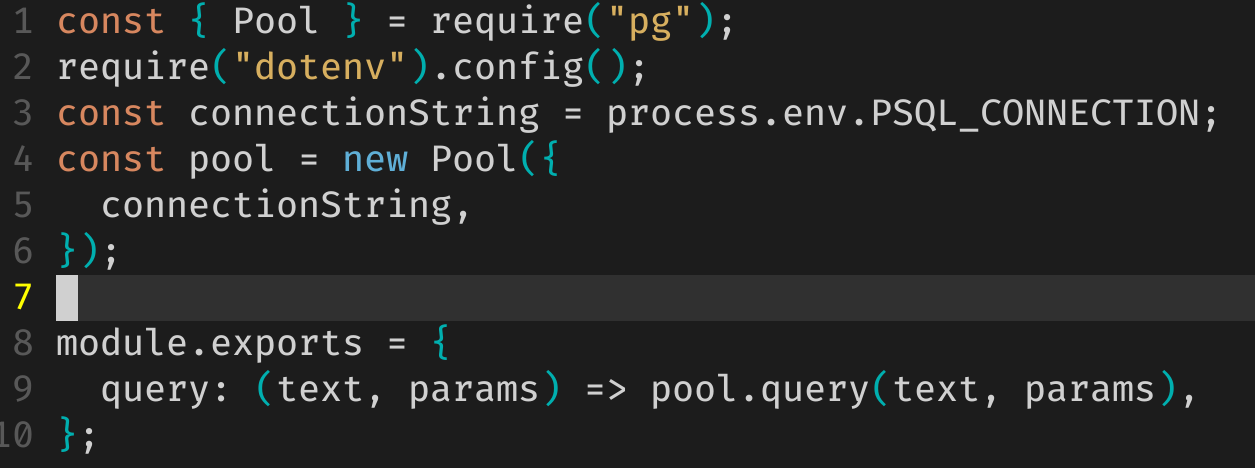 1 const { Pool } = require("pg");
2 require("dotenv").config();
3 const connectionString = process.env.PSQL_CONNECTION;
4 const pool = new Pool({
5   connectionString,
6 });
7
8 module.exports = {
9   query: (text, params) => pool.query(text, params),
10 };